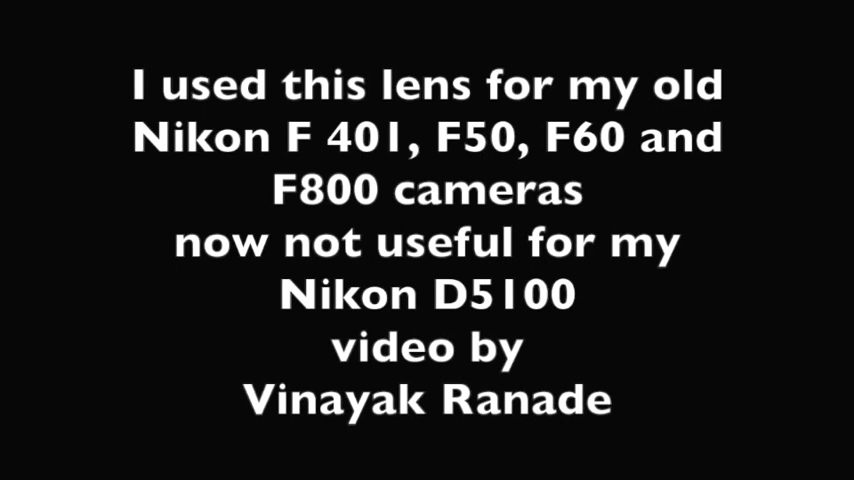 I used this lens for my old
Nikon F 401, F50, F60 and
F800 cameras
now not useful for my
Nikon D5100
video by
Vinayak Ranade